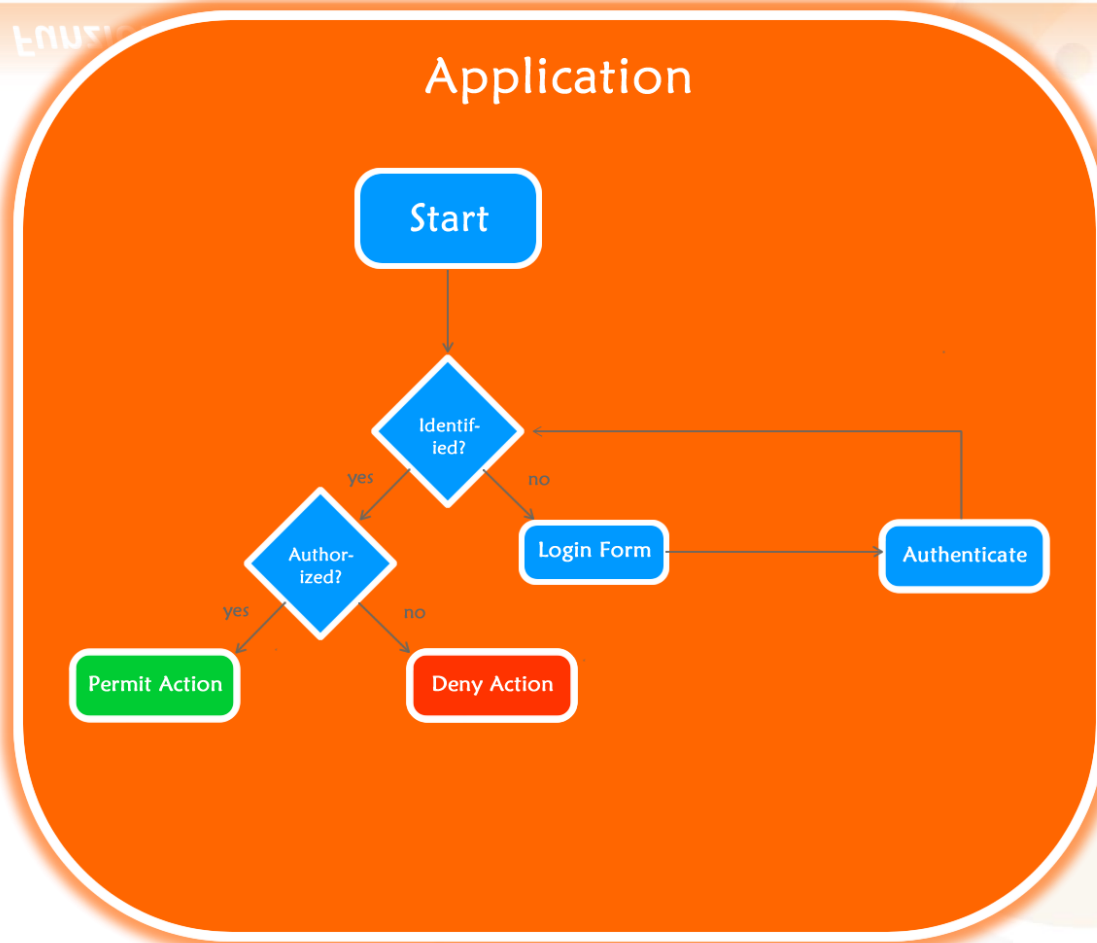 Application
Start
Identif-
ied?
yes
no
Author-
ized?
Login Form
Authenticate
yes
no
Permit Action
Deny Action